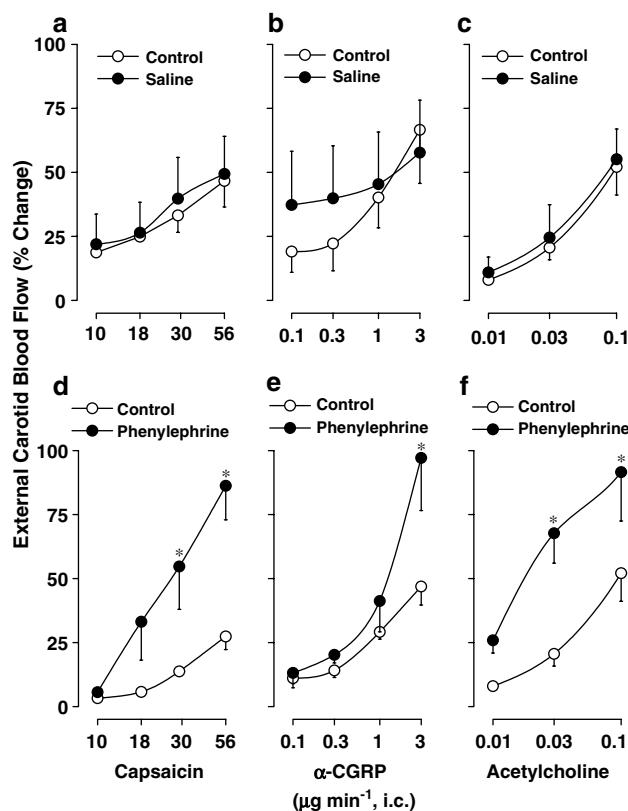 External Carotid Blood Flow (% Change)
a
Control
Saline
100
75
50
25
0
10 18 30 56
b
Control
Saline
0.1 0.3 1 3
c
Control
Saline
0.01 0.03 0.1
d
Control
Phenylephrine
100
75
50
25
0
*
*
10 18 30 56
Capsaicin
e
Control
Phenylephrine
*
0.1 0.3 1 3
α-CGRP
(μg min⁻¹, i.c.)
f
Control
Phenylephrine
*
*
0.01 0.03 0.1
Acetylcholine